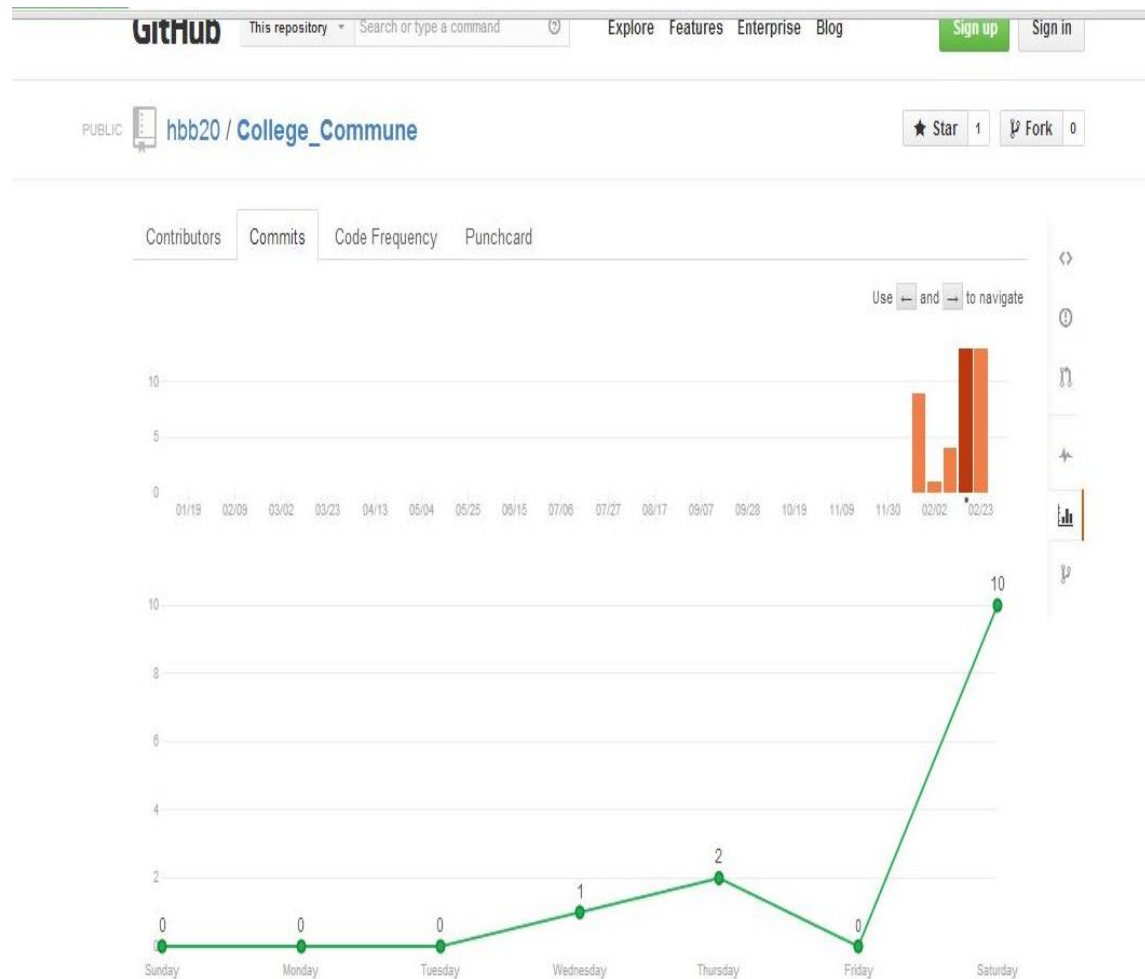 GitHub This repository Search or type a command Explore Features Enterprise Blog Sign up Sign in
PUBLIC hbb20 / College_Commune Star 1 Fork 0
Contributors Commits Code Frequency Punchcard
Use ← and → to navigate
10
5
0
01/19 02/09 03/02 03/23 04/13 05/04 05/25 06/15 07/06 07/27 08/17 09/07 09/28 10/19 11/09 11/30 02/02 02/23
10
10
8
6
4
2
2
1
0 0 0 0
0
Sunday Monday Tuesday Wednesday Thursday Friday Saturday